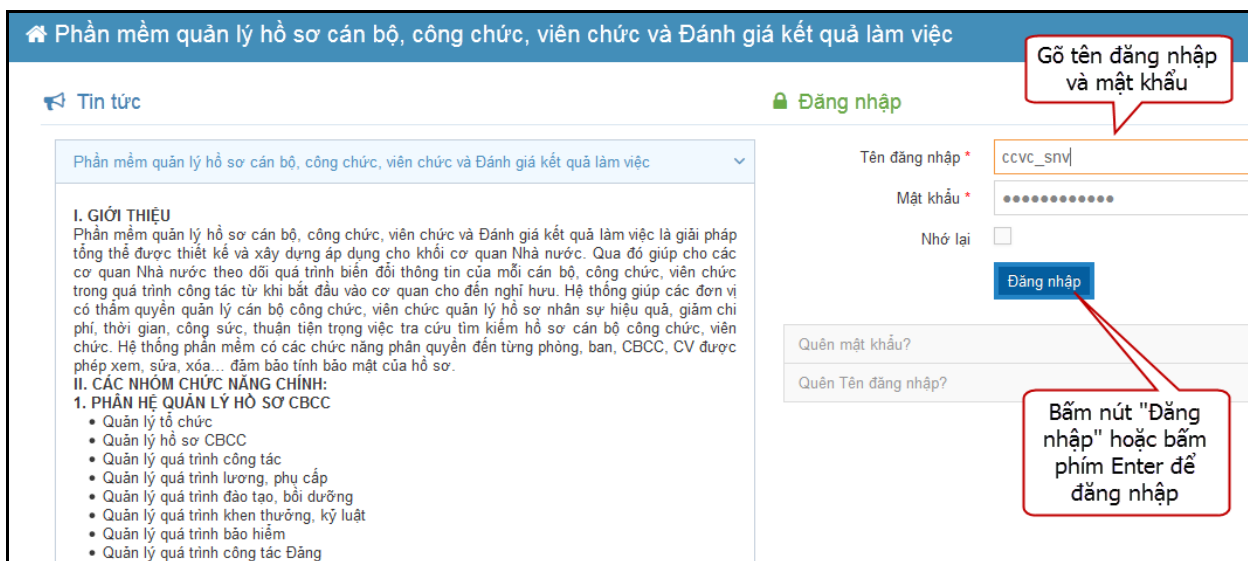 Phần mềm quản lý hồ sơ cán bộ, công chức, viên chức và Đánh giá kết quả làm việc
Tin tức
Phần mềm quản lý hồ sơ cán bộ, công chức, viên chức và Đánh giá kết quả làm việc
I. GIỚI THIỆU
Phần mềm quản lý hồ sơ cán bộ, công chức, viên chức và Đánh giá kết quả làm việc là giải pháp
tổng thể được thiết kế và xây dựng áp dụng cho khối cơ quan Nhà nước. Qua đó giúp cho các
cơ quan Nhà nước theo dõi quá trình biến đổi thông tin của mỗi cán bộ, công chức, viên chức
trong quá trình công tác từ khi bắt đầu vào cơ quan cho đến nghỉ hưu. Hệ thống giúp các đơn vị
có thẩm quyền quản lý cán bộ công chức, viên chức quản lý hồ sơ nhân sự hiệu quả, giảm chi
phí, thời gian, công sức, thuận tiện trong việc tra cứu tìm kiếm hồ sơ cán bộ công chức, viên
chức. Hệ thống phần mềm có các chức năng phân quyền đến từng phòng, ban, CBCC, CV được
phép xem, sửa, xóa... đảm bảo tính bảo mật của hồ sơ.
II. CÁC NHÓM CHỨC NĂNG CHÍNH:
1. PHÂN HỆ QUẢN LÝ HỒ SƠ CBCC
• Quản lý tổ chức
• Quản lý hồ sơ CBCC
• Quản lý quá trình công tác
• Quản lý quá trình lương, phụ cấp
• Quản lý quá trình đào tạo, bồi dưỡng
• Quản lý quá trình khen thưởng, kỷ luật
• Quản lý quá trình bảo hiểm
• Quản lý quá trình công tác Đảng
Đăng nhập
Gõ tên đăng nhập
và mật khẩu
Tên đăng nhập *
ccvc_snv
Mật khẩu *
••••••••••••
Nhớ lại
Đăng nhập
Quên mật khẩu?
Quên Tên đăng nhập?
Bấm nút "Đăng
nhập" hoặc bấm
phím Enter để
đăng nhập